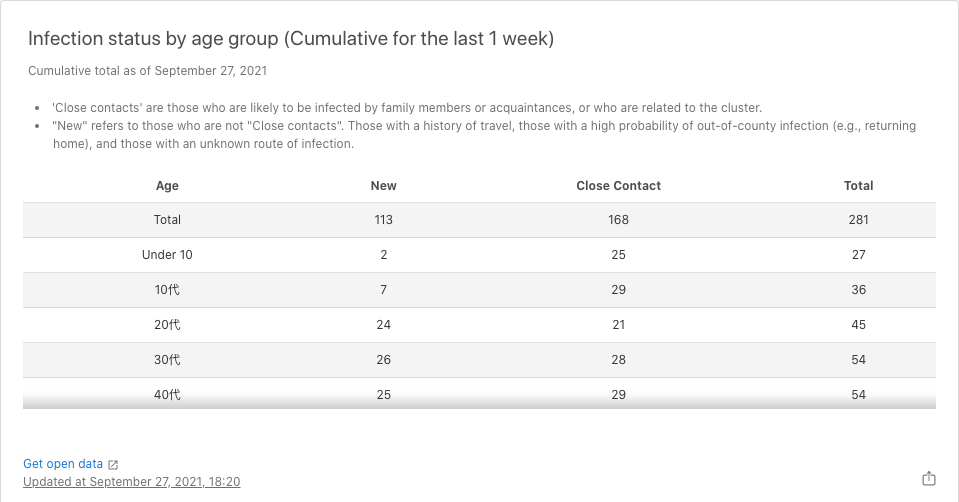 Infection status by age group (Cumulative for the last 1 week)
Cumulative total as of September 27, 2021
• 'Close contacts' are those who are likely to be infected by family members or acquaintances, or who are related to the cluster.
• "New" refers to those who are not "Close contacts". Those with a history of travel, those with a high probability of out-of-county infection (e.g., returning
home), and those with an unknown route of infection.
Age New Close Contact Total
Total 113 168 281
Under 10 2 25 27
10代 7 29 36
20代 24 21 45
30代 26 28 54
40代 25 29 54
Get open data
Updated at September 27, 2021, 18:20